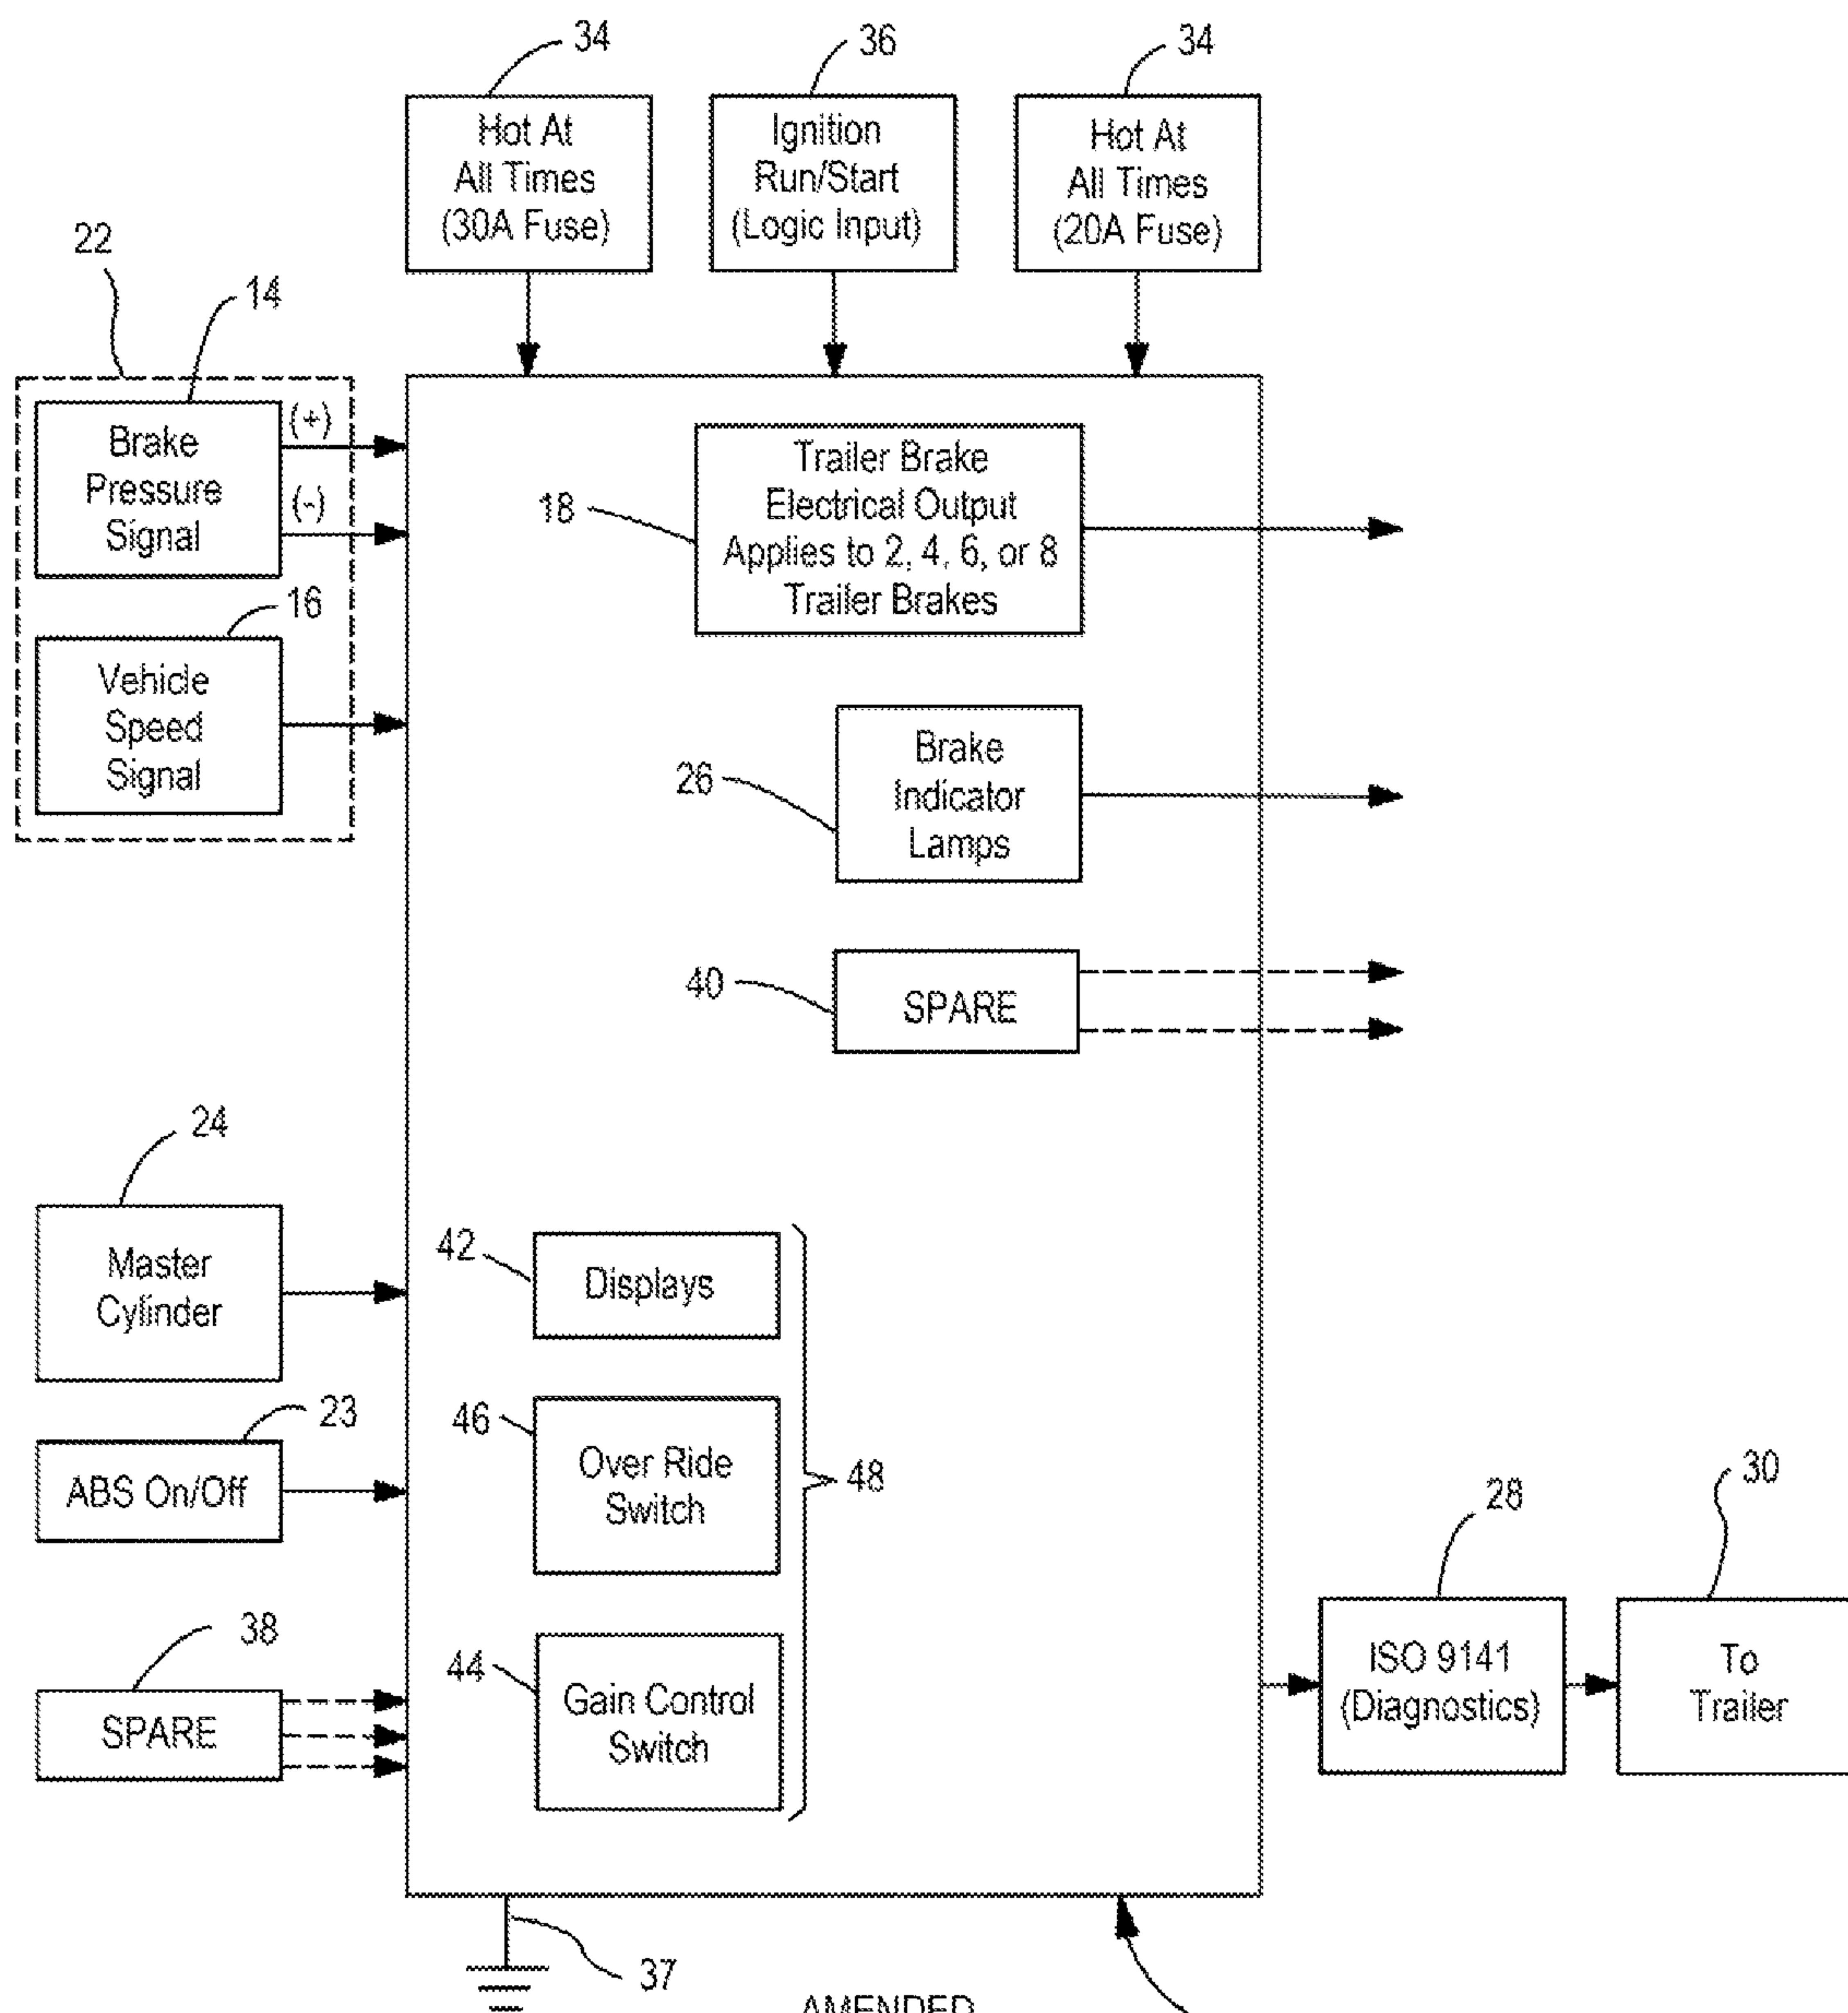 34
36
34
Hot At
All Times
(30A Fuse)
Ignition
Run/Start
(Logic Input)
Hot At
All Times
(20A Fuse)
22
14
Brake
Pressure
Signal
(+)
(-)
16
Vehicle
Speed
Signal
18
Trailer Brake
Electrical Output
Applies to 2, 4, 6, or 8
Trailer Brakes
26
Brake
Indicator
Lamps
40
SPARE
24
Master
Cylinder
42
Displays
23
ABS On/Off
46
Over Ride
Switch
48
38
SPARE
44
Gain Control
Switch
28
ISO 9141
(Diagnostics)
30
To
Trailer
37
AMENDED